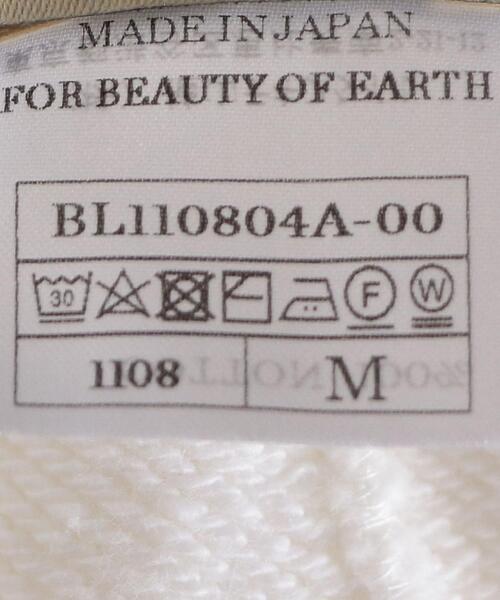 MADE IN JAPAN
FOR BEAUTY OF EARTH
BL110804A-00
30 F W
1108 M